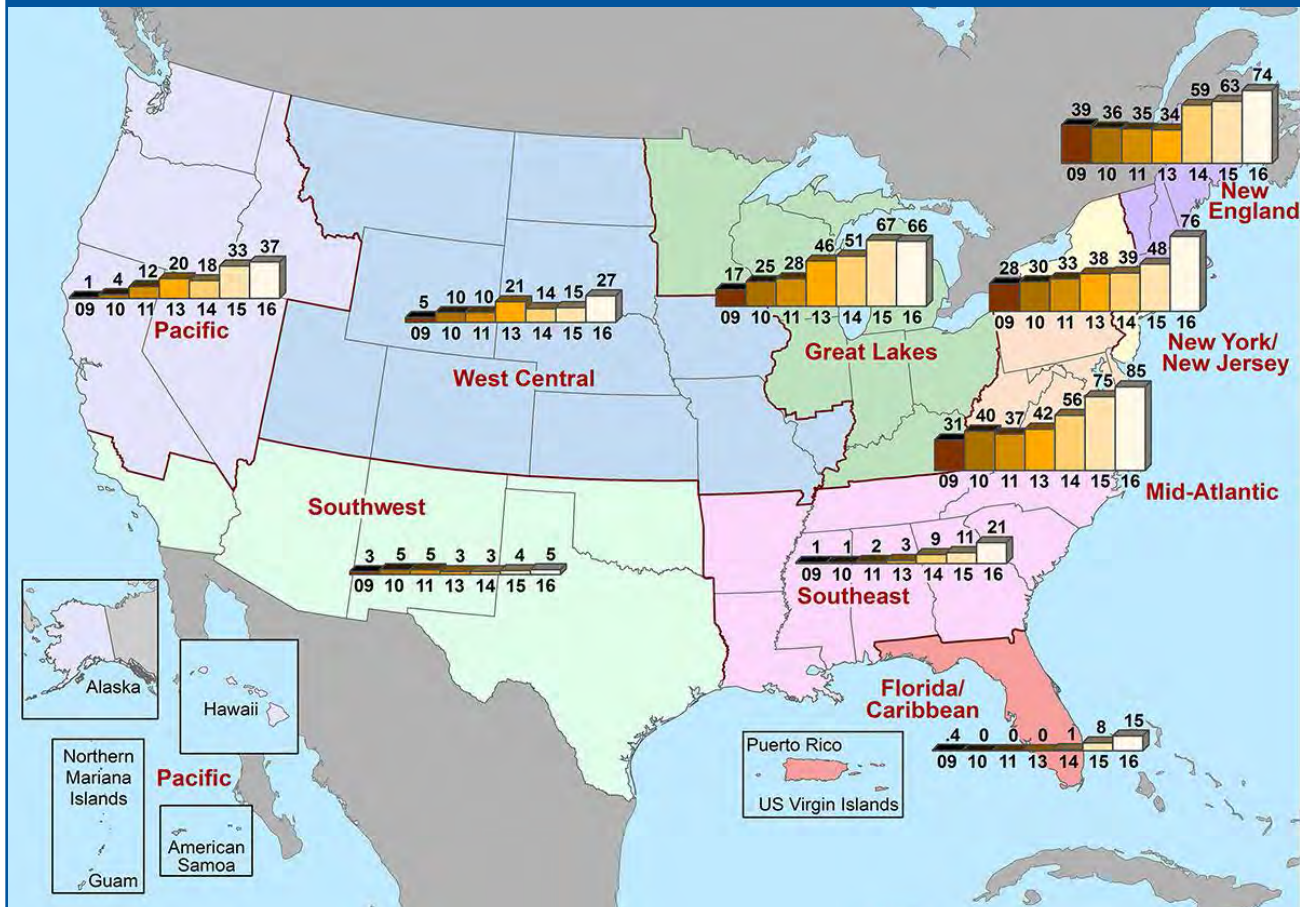 39 36 35 34 59 63 74
09 10 11 13 14 15 16
New
England
1 4 12 20 18 33 37
09 10 11 13 14 15 16
Pacific
5 10 10 21 14 15 27
09 10 11 13 14 15 16
West Central
17 25 28 46 51 67 66
09 10 11 13 14 15 16
Great Lakes
28 30 33 38 39 48 76
09 10 11 13 14 15 16
New York/
New Jersey
31 40 37 42 56 75 85
09 10 11 13 14 15 16
Mid-Atlantic
Southwest
3 5 5 3 3 4 5
09 10 11 13 14 15 16
1 1 2 3 9 11 21
09 10 11 13 14 15 16
Southeast
Florida/
Caribbean
.4 0 0 0 1 8 15
09 10 11 13 14 15 16
Alaska
Hawaii
Northern
Mariana
Islands
Guam
Pacific
American
Samoa
Puerto Rico
US Virgin Islands